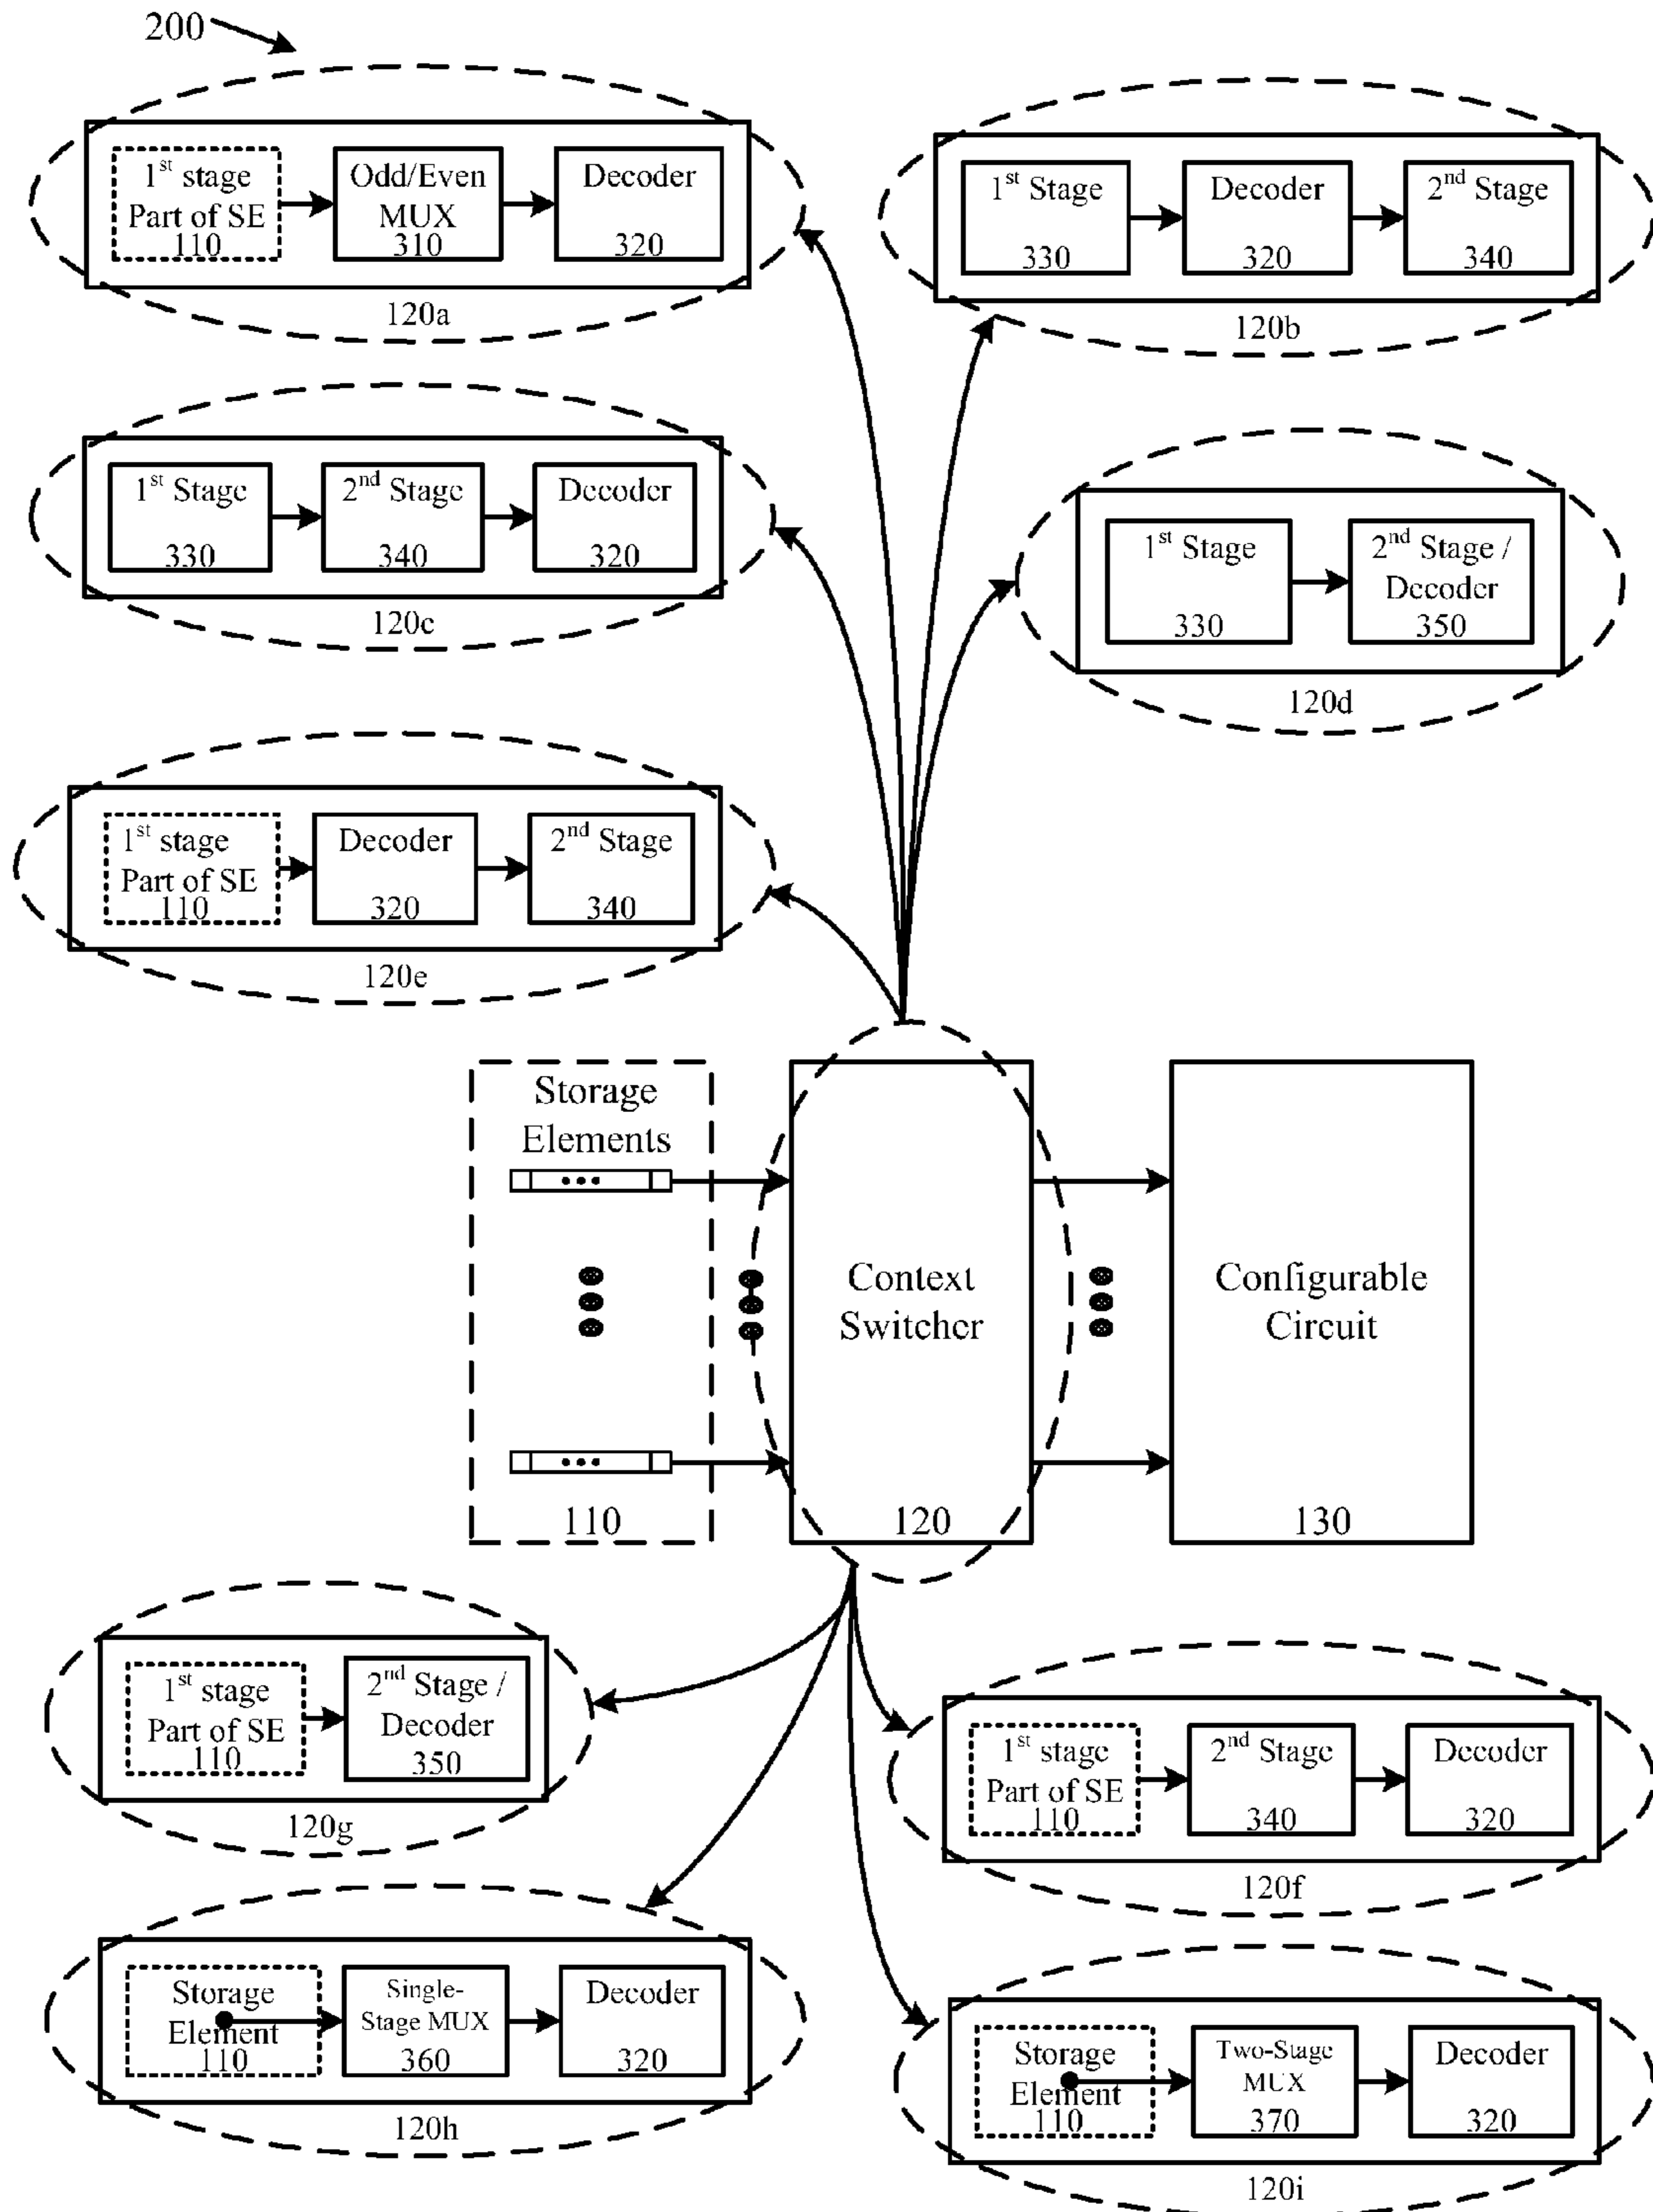 200
1st stage
Part of SE
110
Odd/Even
MUX
310
Decoder
320
120a
1st Stage
330
Decoder
320
2nd Stage
340
120b
1st Stage
330
2nd Stage
340
Decoder
320
120c
1st Stage
330
2nd Stage /
Decoder
350
120d
1st stage
Part of SE
110
Decoder
320
2nd Stage
340
120e
Storage
Elements
110
Context
Switcher
120
Configurable
Circuit
130
1st stage
Part of SE
110
2nd Stage /
Decoder
350
120g
1st stage
Part of SE
110
2nd Stage
340
Decoder
320
120f
Storage
Element
110
Single-
Stage MUX
360
Decoder
320
120h
Storage
Element
110
Two-Stage
MUX
370
Decoder
320
120i